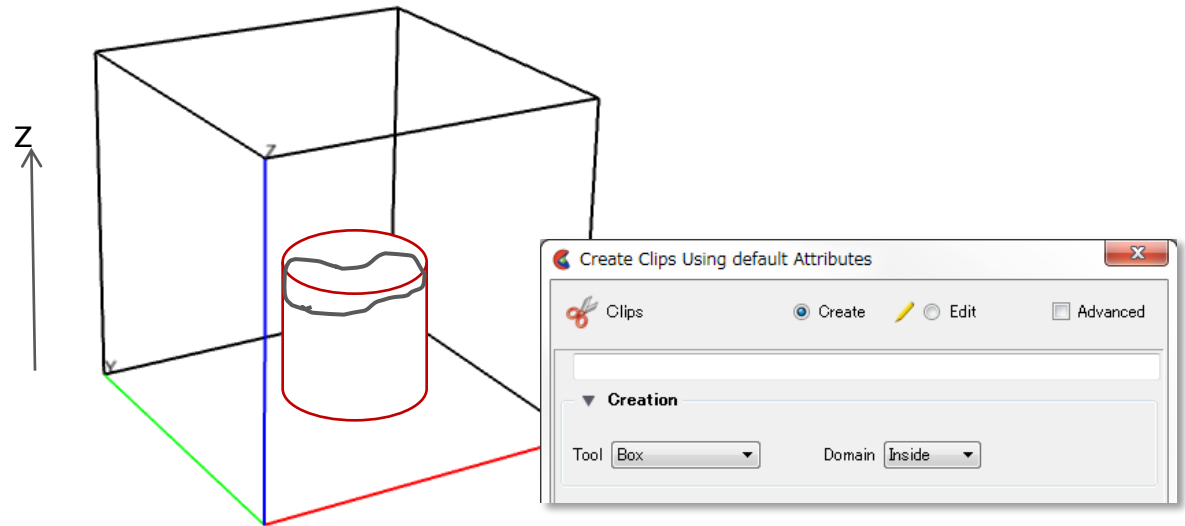 Z
Z
Y
Create Clips Using default Attributes
Clips Create Edit Advanced
Creation
Tool Box Domain Inside